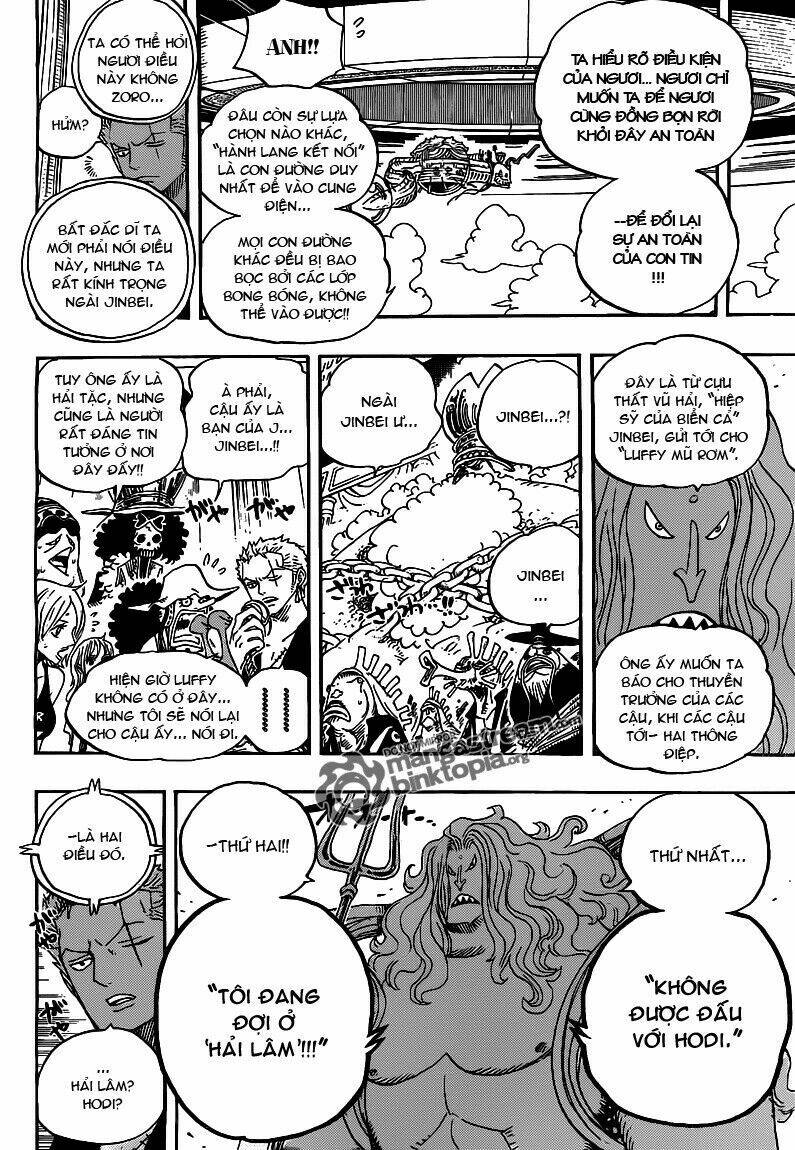 TA HIỂU RÕ ĐIỀU KIỆN
CỦA NGƯƠI... NGƯƠI CHỈ
MUỐN TA ĐỂ NGƯƠI
CÙNG ĐỒNG BỌN RỜI
KHỎI ĐÂY AN TOÀN
--ĐỂ ĐỔI LẠI
SỰ AN TOÀN
CỦA CON TIN
!!!
ANH!!
ĐÂU CÒN SỰ LỰA
CHỌN NÀO KHÁC,
"HÀNH LANG KẾT NỐI"
LÀ CON ĐƯỜNG DUY
NHẤT ĐỂ VÀO CUNG
ĐIỆN...
MỌI CON ĐƯỜNG
KHÁC ĐỀU BỊ BAO
BỌC BỞI CÁC LỚP
BONG BÓNG, KHÔNG
THỂ VÀO ĐƯỢC!!
TA CÓ THỂ HỎI
NGƯƠI ĐIỀU
NÀY KHÔNG
ZORO...
HỬM?
BẤT ĐẮC DĨ TA
MỚI PHẢI NÓI ĐIỀU
NÀY, NHƯNG TA
RẤT KÍNH TRỌNG
NGÀI JINBEI.
ĐÂY LÀ TỪ CỰU
THẤT VŨ HẢI, "HIỆP
SỸ CỦA BIỂN CẢ"
JINBEI, GỬI TỚI CHO
"LUFFY MŨ RƠM".
ÔNG ẤY MUỐN TA
BÁO CHO THUYỀN
TRƯỞNG CỦA CÁC
CẬU, KHI CÁC CẬU
TỚI- HAI THÔNG
ĐIỆP.
JINBEI...?!
NGÀI
JINBEI Ư...
JINBEI
...
À PHẢI,
CẬU ẤY LÀ
BẠN CỦA J...
JINBEI...!!
TUY ÔNG ẤY LÀ
HẢI TẶC, NHƯNG
CŨNG LÀ NGƯỜI
RẤT ĐÁNG TIN
TƯỞNG Ở NƠI
ĐÂY ĐẤY!!
HIỆN GIỜ LUFFY
KHÔNG CÓ Ở ĐÂY...
NHƯNG TÔI SẼ NÓI LẠI
CHO CẬU ẤY... NÓI ĐI.
mangastream.com
binktopia.org
THỨ NHẤT...
"KHÔNG
ĐƯỢC ĐẤU
VỚI HODI."
-THỨ HAI!!
"TÔI ĐANG
ĐỢI Ở
'HẢI LÂM'!!!"
-LÀ HAI
ĐIỀU ĐÓ.
...
HẢI LÂM?
HODI?